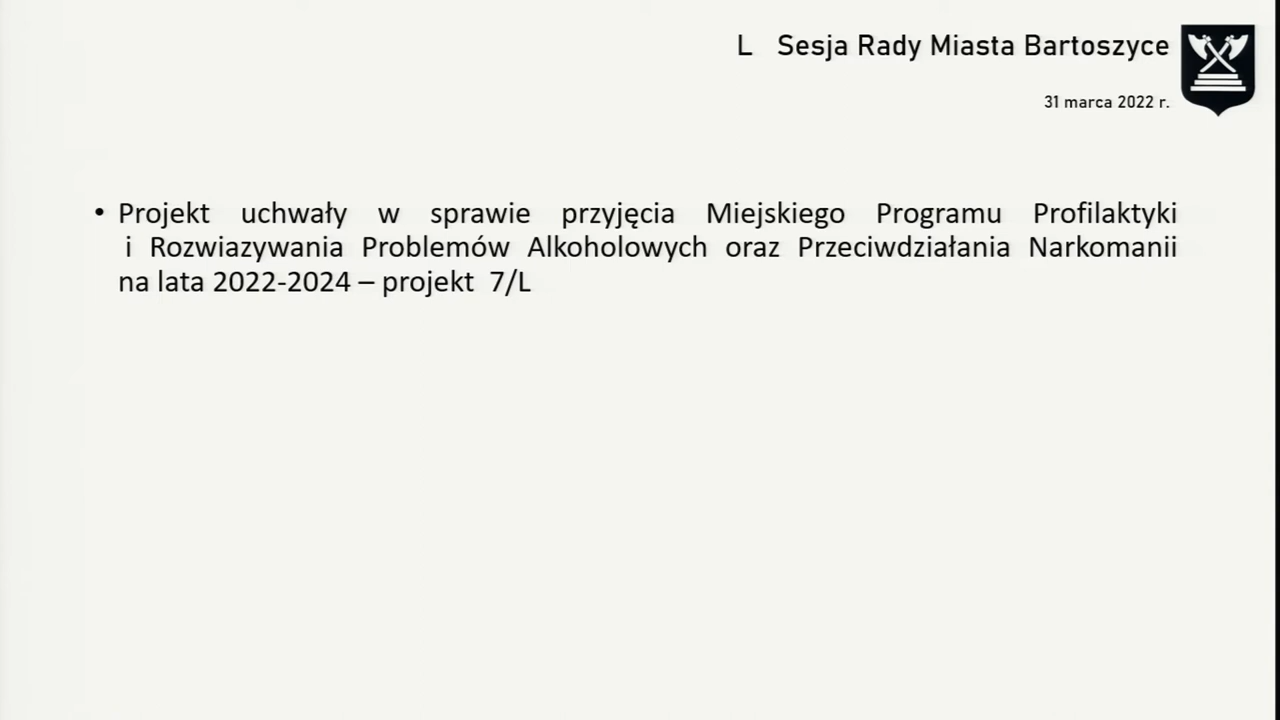 L Sesja Rady Miasta Bartoszyce
31 marca 2022 r.
• Projekt uchwały w sprawie przyjęcia Miejskiego Programu Profilaktyki
i Rozwiazywania Problemów Alkoholowych oraz Przeciwdziałania Narkomanii
na lata 2022-2024 – projekt 7/L